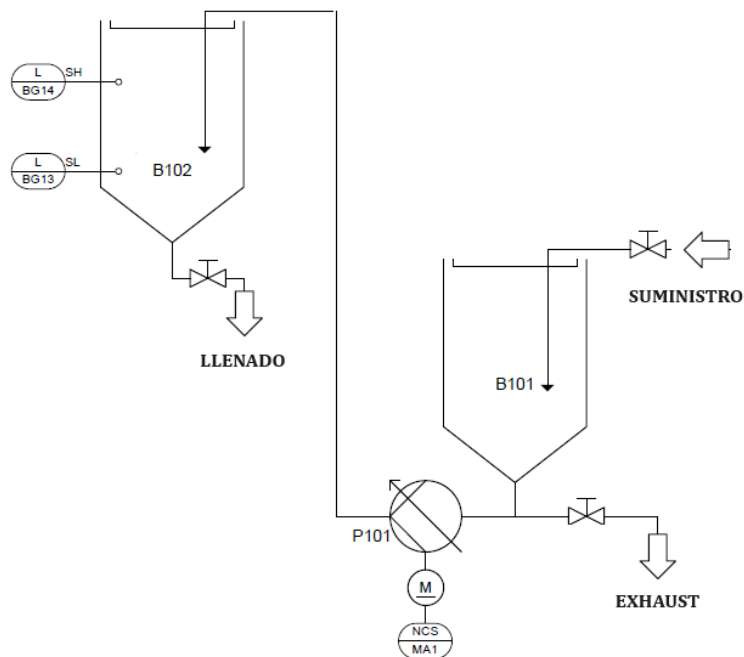 L SH
BG14
L SL
BG13
B102
LLENADO
SUMINISTRO
B101
P101
M
EXHAUST
NCS
MA1